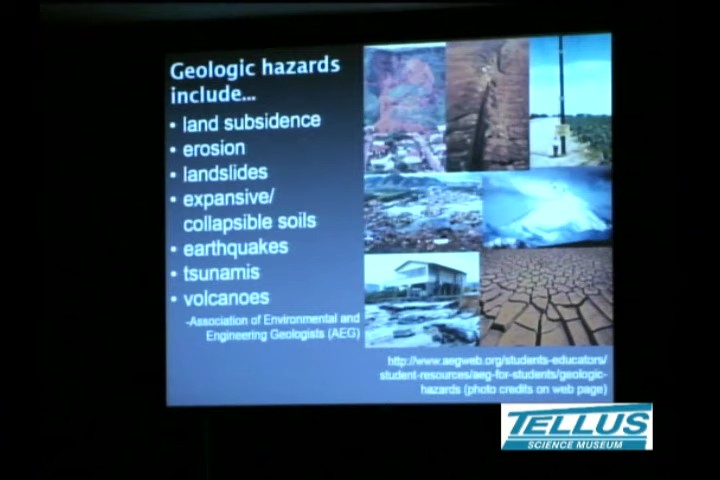 Geologic hazards
include...
• land subsidence
• erosion
• landslides
• expansive/
collapsible soils
• earthquakes
• tsunamis
• volcanoes
-Association of Environmental and
Engineering Geologists (AEG)
http://www.aegweb.org/students-educators/
student-resources/aeg-for-students/geologic-
hazards (photo credits on web page)
TELLUS
SCIENCE MUSEUM